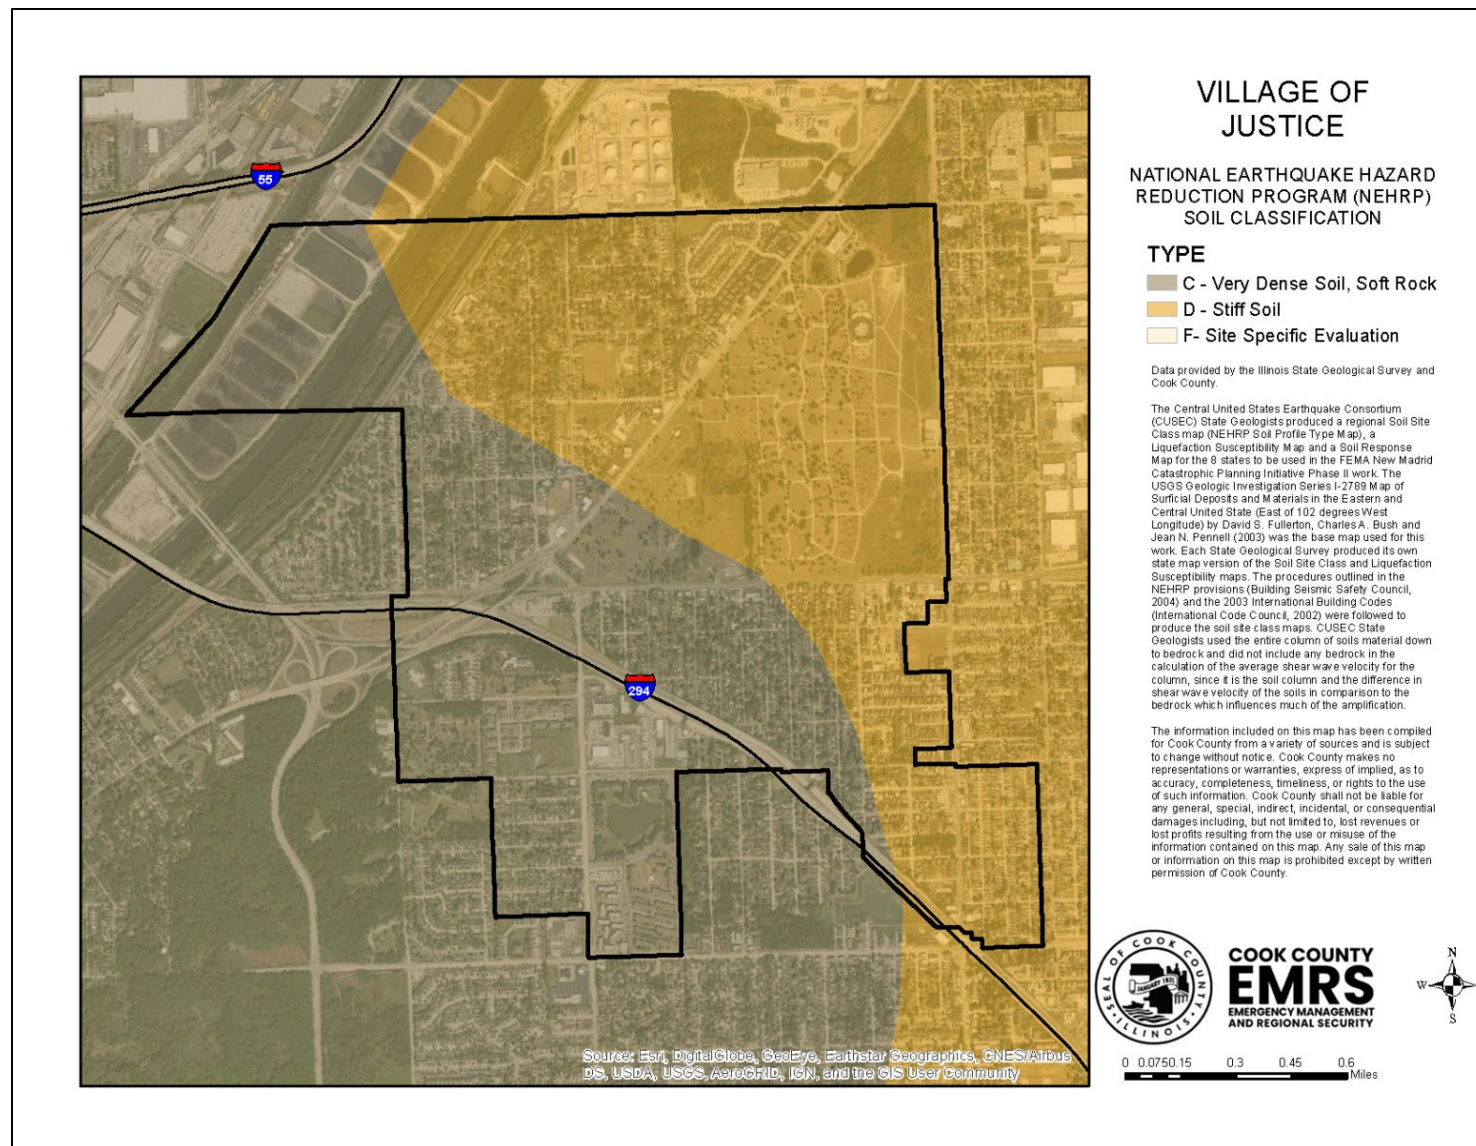 VILLAGE OF
JUSTICE
NATIONAL EARTHQUAKE HAZARD
REDUCTION PROGRAM (NEHRP)
SOIL CLASSIFICATION
TYPE
C - Very Dense Soil, Soft Rock
D - Stiff Soil
F- Site Specific Evaluation
Data provided by the Illinois State Geological Survey and
Cook County.
The Central United States Earthquake Consortium
(CUSEC) State Geologists produced a regional Soil Site
Class map (NEHRP Soil Profile Type Map), a
Liquefaction Susceptibility Map and a Soil Response
Map for the 8 states to be used in the FEMA New Madrid
Catastrophic Planning Initiative Phase II work. The
USGS Geologic Investigation Series I-2789 Map of
Surficial Deposits and Materials in the Eastern and
Central United State (East of 102 degrees West
Longitude) by David S. Fullerton, Charles A. Bush and
Jean N. Pennell (2003) was the base map used for this
work. Each State Geological Survey produced its own
state map version of the Soil Site Class and Liquefaction
Susceptibility maps. The procedures outlined in the
NEHRP provisions (Building Seismic Safety Council,
2004) and the 2003 International Building Codes
(International Code Council, 2002) were followed to
produce the soil site class maps. CUSEC State
Geologists used the entire column of soils material down
to bedrock and did not include any bedrock in the
calculation of the average shear wave velocity for the
column, since it is the soil column and the difference in
shear wave velocity of the soils in comparison to the
bedrock which influences much of the amplification.
The information included on this map has been compiled
for Cook County from a variety of sources and is subject
to change without notice. Cook County makes no
representations or warranties, express of implied, as to
accuracy, completeness, timeliness, or rights to the use
of such information. Cook County shall not be liable for
any general, special, indirect, incidental, or consequential
damages including, but not limited to, lost revenues or
lost profits resulting from the use or misuse of the
information contained on this map. Any sale of this map
or information on this map is prohibited except by written
permission of Cook County.
55
294
Source: Esri, DigitalGlobe, GeoEye, Earthstar Geographics, CNES/Airbus
DS, USDA, USGS, AeroGRID, IGN, and the GIS User Community
SEAL OF COOK COUNTY
JANUARY 1831
ILLINOIS
COOK COUNTY
EMRS
EMERGENCY MANAGEMENT
AND REGIONAL SECURITY
N
W
S
0 0.075 0.15 0.3 0.45 0.6
Miles